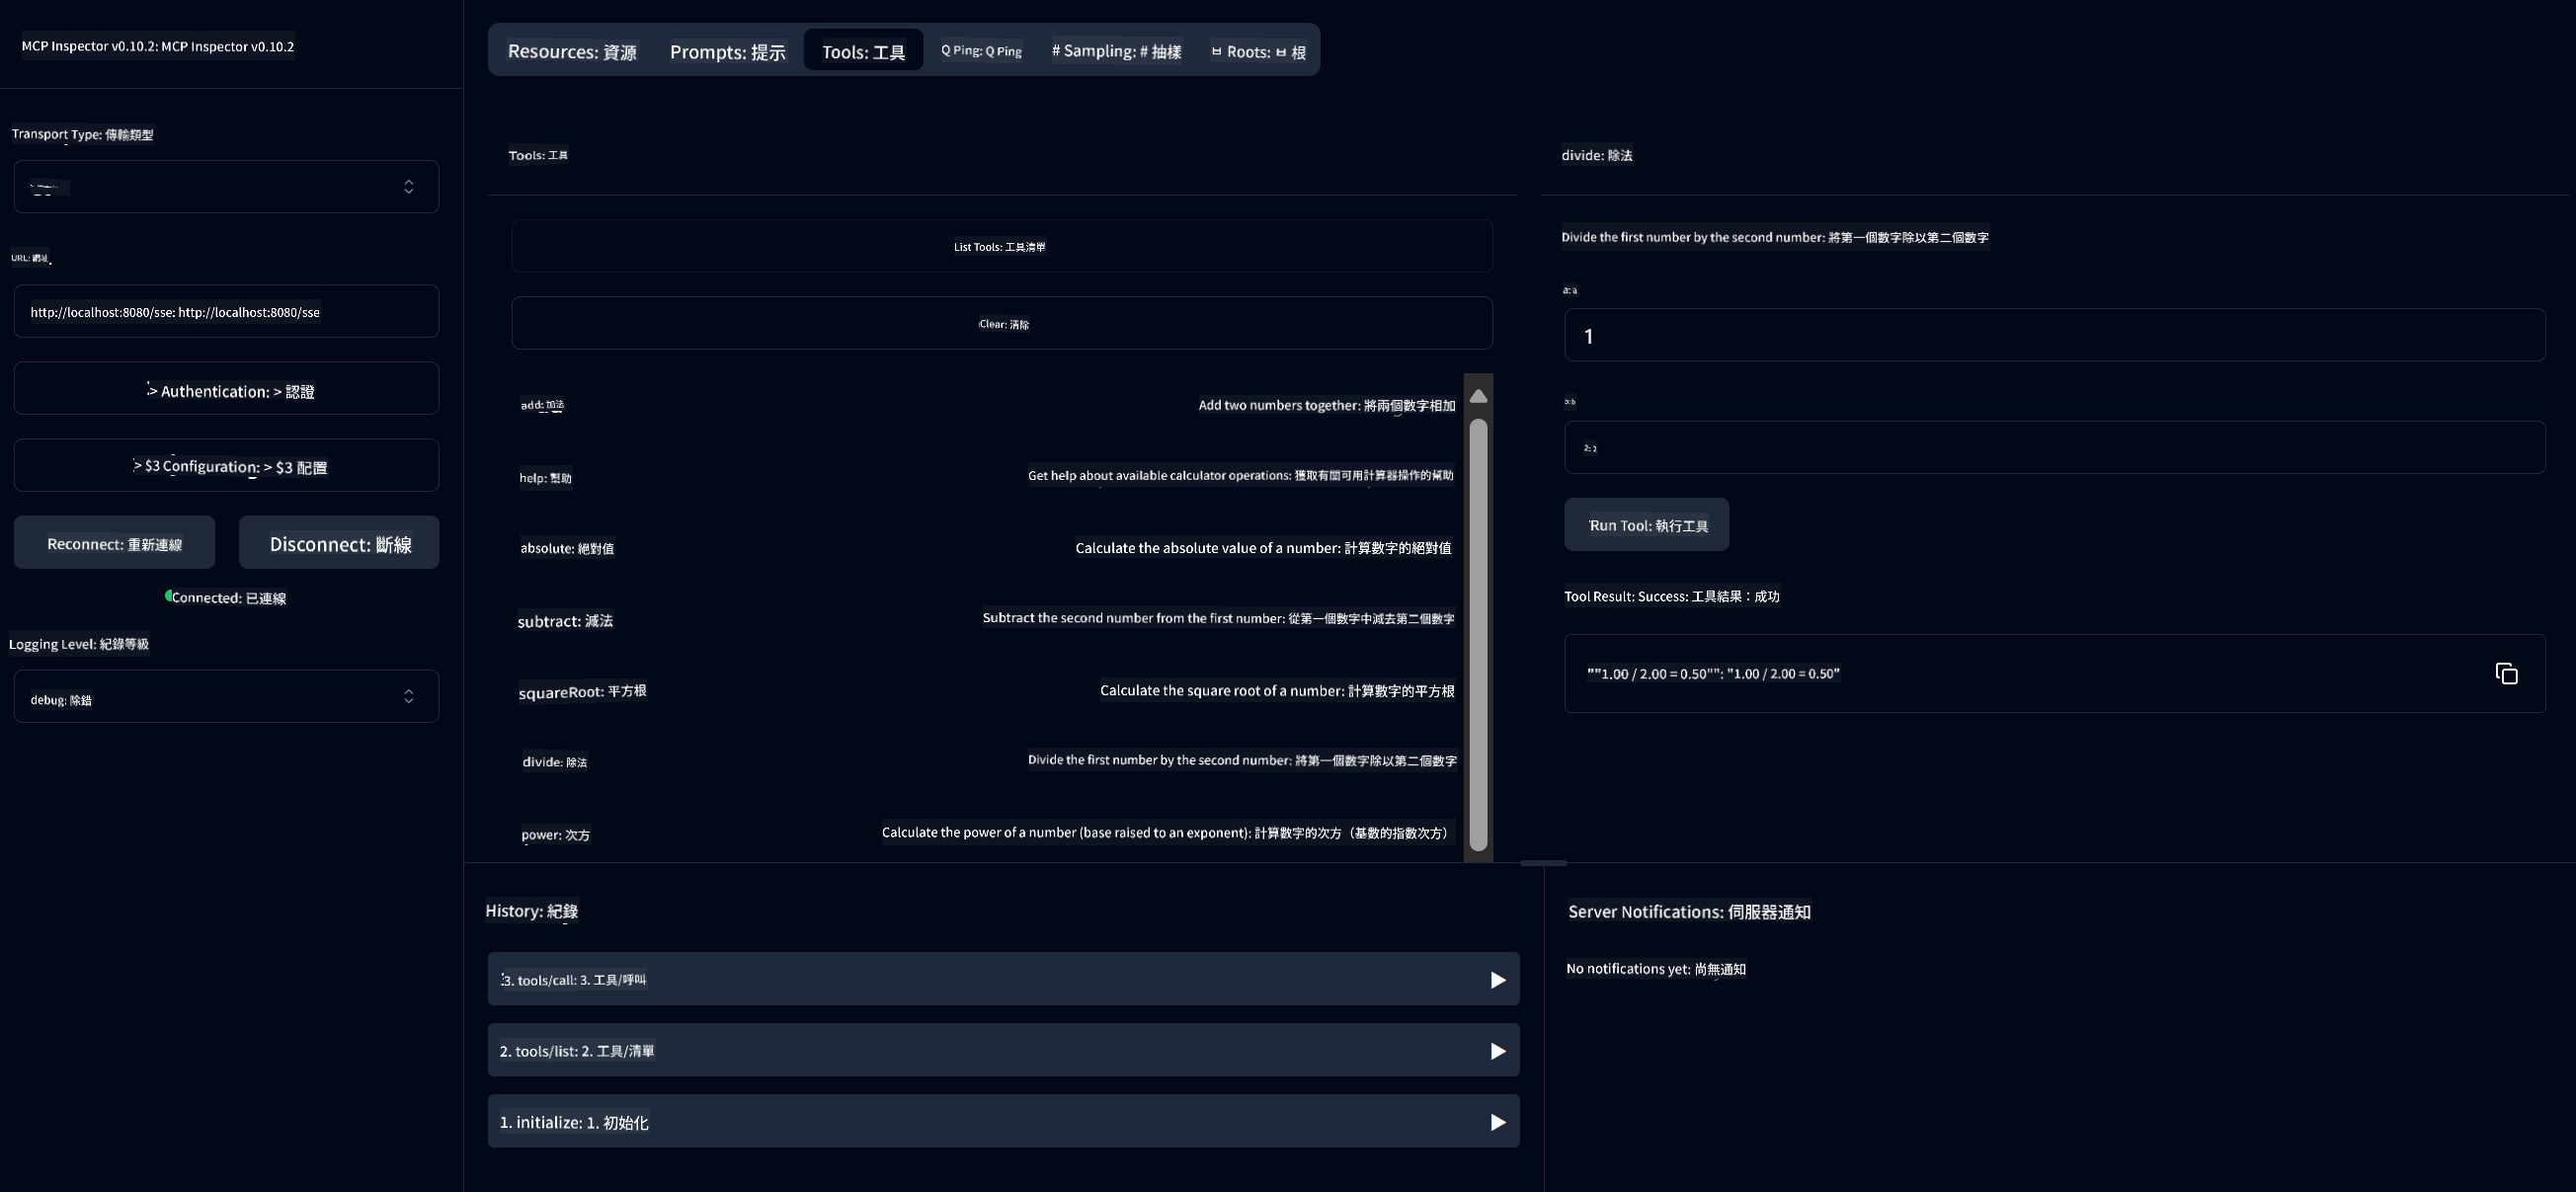 MCP Inspector v0.10.2: MCP Inspector v0.10.2
Transport Type: 傳輸類型
URL: 網址
http://localhost:8080/sse: http://localhost:8080/sse
> Authentication: > 認證
> $3 Configuration: > $3 配置
Reconnect: 重新連線
Disconnect: 斷線
Connected: 已連線
Logging Level: 紀錄等級
debug: 除錯
Resources: 資源
Prompts: 提示
Tools: 工具
Q Ping: Q Ping
# Sampling: # 抽樣
ㅂ Roots: ㅂ 根
Tools: 工具
List Tools: 工具清單
Clear: 清除
add: 加法
Add two numbers together: 將兩個數字相加
help: 幫助
Get help about available calculator operations: 獲取有關可用計算器操作的幫助
absolute: 絕對值
Calculate the absolute value of a number: 計算數字的絕對值
subtract: 減法
Subtract the second number from the first number: 從第一個數字中減去第二個數字
squareRoot: 平方根
Calculate the square root of a number: 計算數字的平方根
divide: 除法
Divide the first number by the second number: 將第一個數字除以第二個數字
power: 次方
Calculate the power of a number (base raised to an exponent): 計算數字的次方（基數的指數次方）
divide: 除法
Divide the first number by the second number: 將第一個數字除以第二個數字
a: a
1
b: b
2: 2
Run Tool: 執行工具
Tool Result: Success: 工具結果：成功
""1.00 / 2.00 = 0.50"": "1.00 / 2.00 = 0.50"
History: 紀錄
3. tools/call: 3. 工具/呼叫
2. tools/list: 2. 工具/清單
1. initialize: 1. 初始化
Server Notifications: 伺服器通知
No notifications yet: 尚無通知